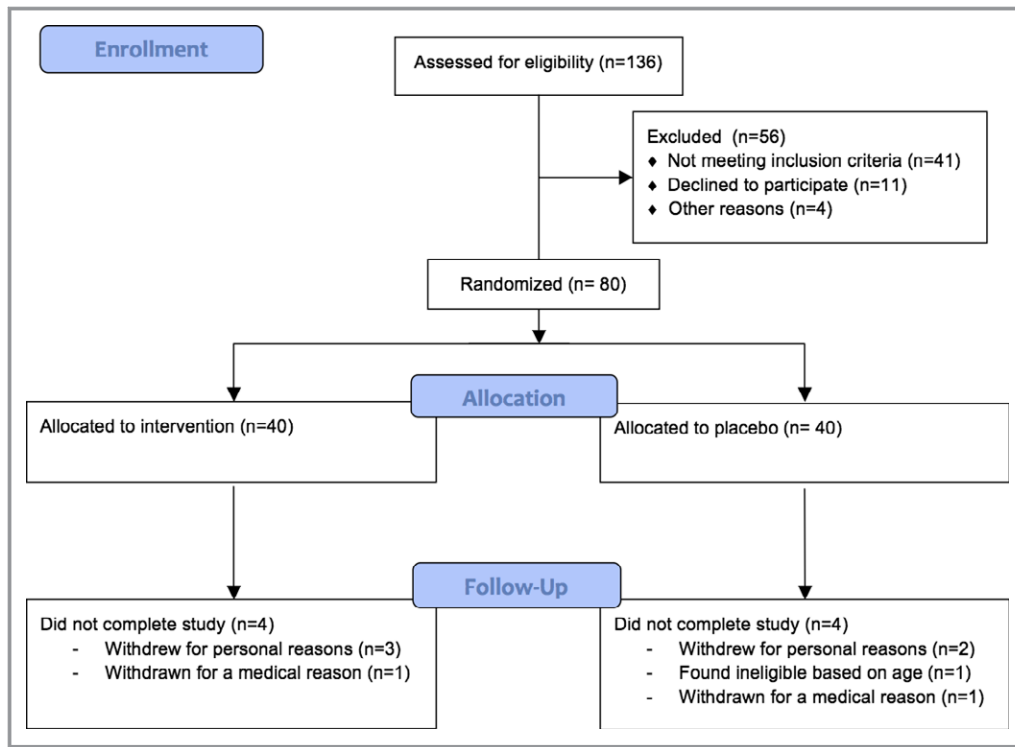 Enrollment
Assessed for eligibility (n=136)
Excluded (n=56)
♦ Not meeting inclusion criteria (n=41)
♦ Declined to participate (n=11)
♦ Other reasons (n=4)
Randomized (n= 80)
Allocation
Allocated to intervention (n=40)
Allocated to placebo (n= 40)
Follow-Up
Did not complete study (n=4)
- Withdrew for personal reasons (n=3)
- Withdrawn for a medical reason (n=1)
Did not complete study (n=4)
- Withdrew for personal reasons (n=2)
- Found ineligible based on age (n=1)
- Withdrawn for a medical reason (n=1)